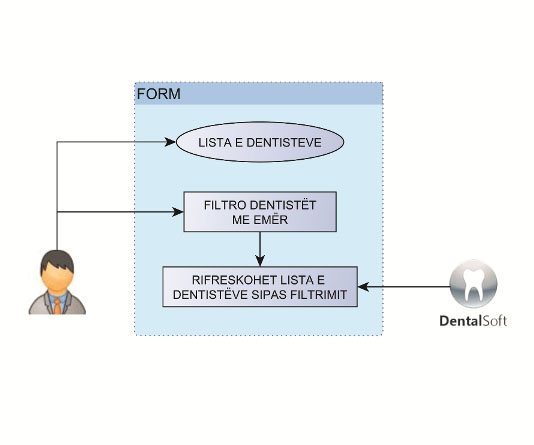 FORM
LISTA E DENTISTEVE
FILTRO DENTISTËT
ME EMËR
RIFRESKOHET LISTA E
DENTISTËVE SIPAS FILTRIMIT
DentalSoft